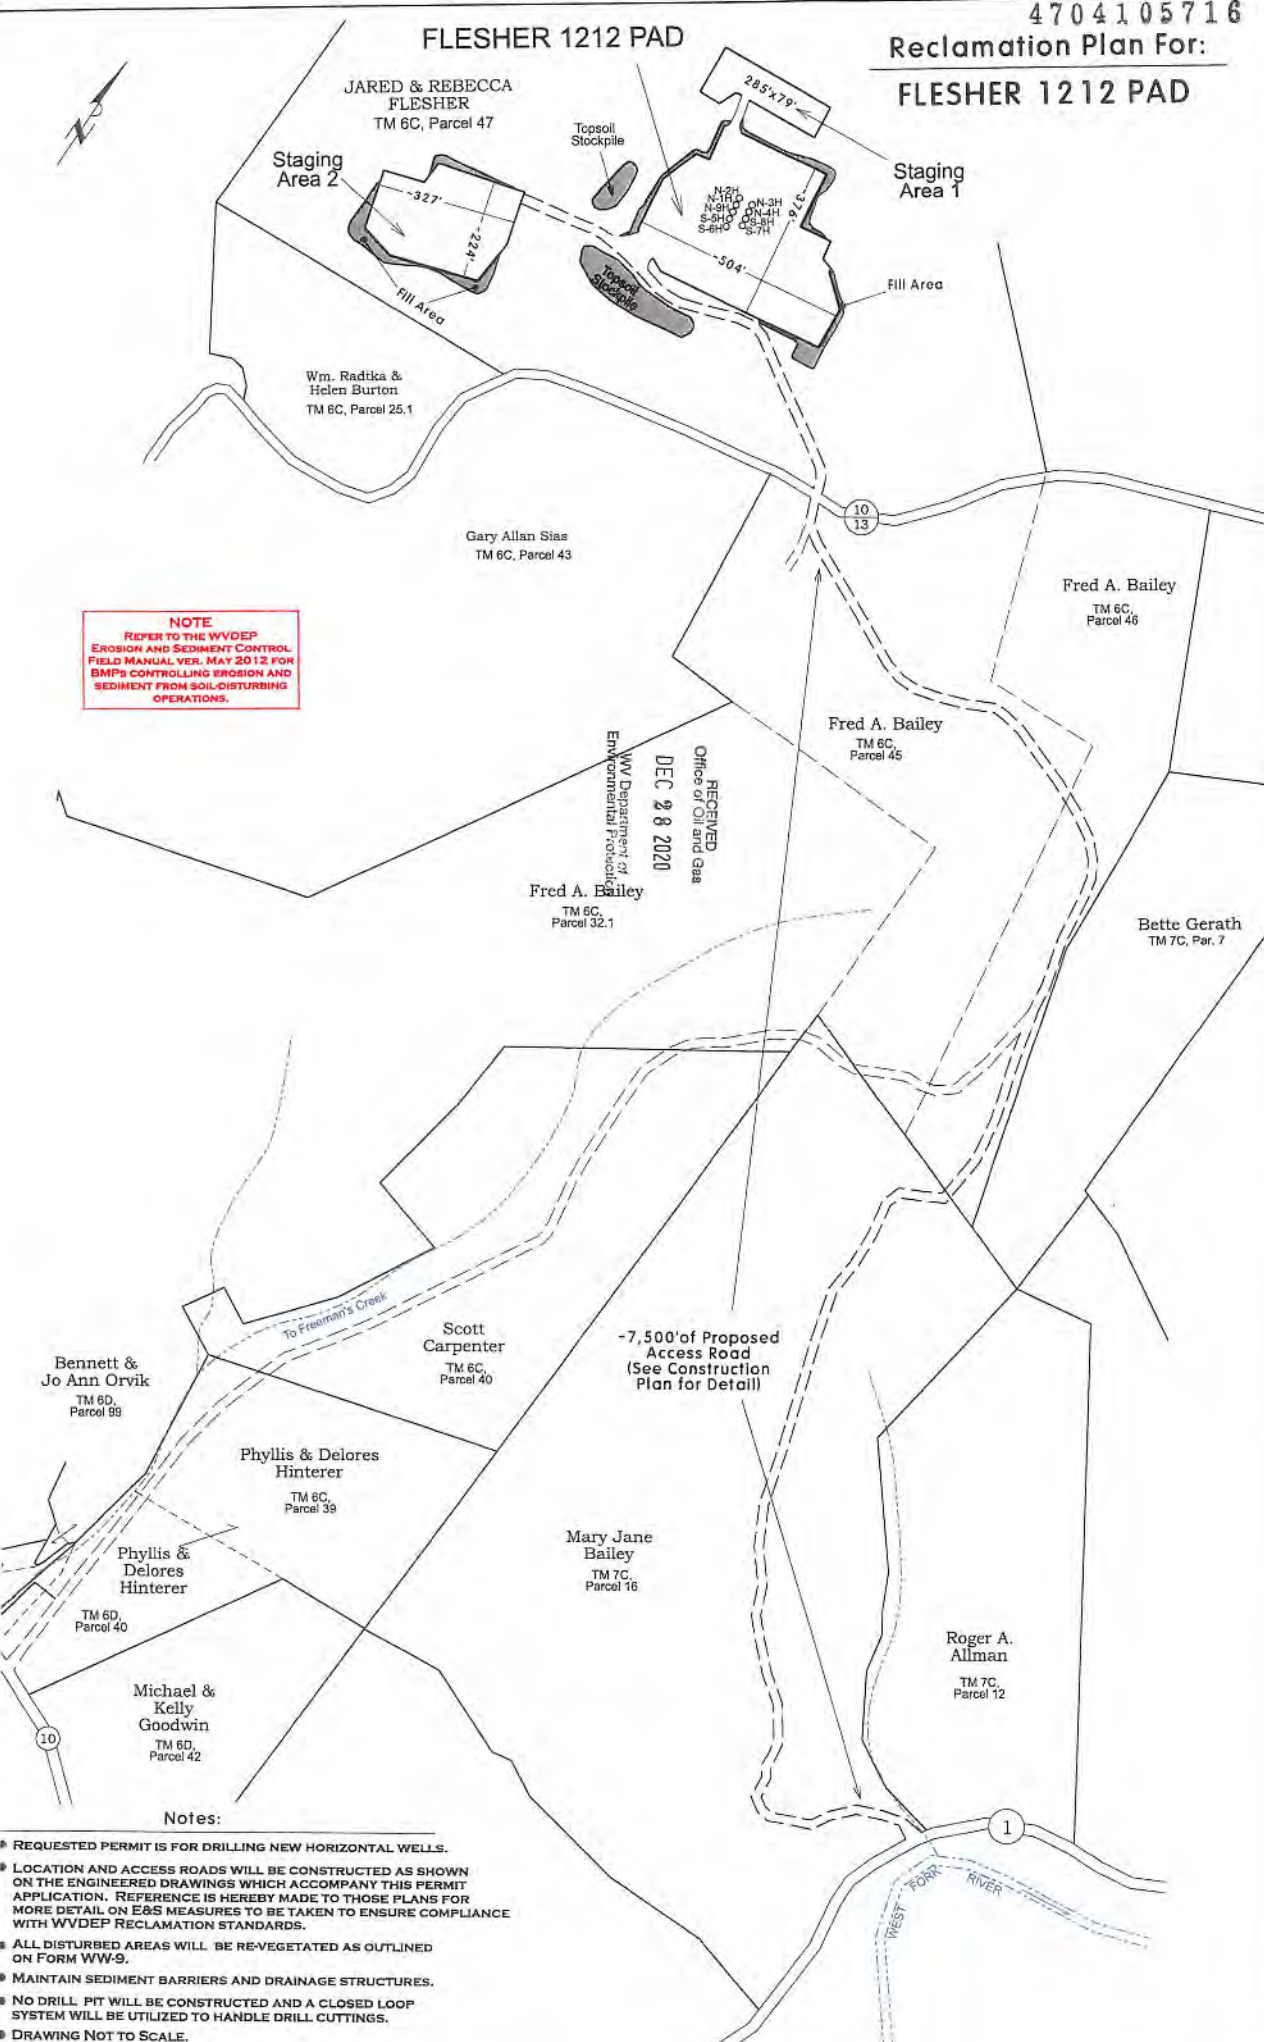 4704105716
Reclamation Plan For:
FLESHER 1212 PAD
FLESHER 1212 PAD
JARED & REBECCA
FLESHER
TM 6C, Parcel 47
Topsoil
Stockpile
285'x79'
Staging
Area 2
Staging
Area 1
~327'
~224'
N-2H
N-1H
N-9H
S-5H
S-6H
N-3H
N-4H
S-8H
S-7H
~376'
~504'
Topsoil
Stockpile
Fill Area
Fill Area
Wm. Radtka &
Helen Burton
TM 6C, Parcel 25.1
10
13
Gary Allan Sias
TM 6C, Parcel 43
Fred A. Bailey
TM 6C,
Parcel 46
NOTE
REFER TO THE WVDEP
EROSION AND SEDIMENT CONTROL
FIELD MANUAL VER. MAY 2012 FOR
BMPS CONTROLLING EROSION AND
SEDIMENT FROM SOIL-DISTURBING
OPERATIONS.
Fred A. Bailey
TM 6C,
Parcel 45
RECEIVED
Office of Oil and Gas
DEC 28 2020
WV Department of
Environmental Protection
Fred A. Bailey
TM 6C,
Parcel 32.1
Bette Gerath
TM 7C, Par. 7
To Freeman's Creek
Scott
Carpenter
TM 6C,
Parcel 40
~7,500'of Proposed
Access Road
(See Construction
Plan for Detail)
Bennett &
Jo Ann Orvik
TM 6D,
Parcel 99
Phyllis & Delores
Hinterer
TM 6C,
Parcel 39
Mary Jane
Bailey
TM 7C,
Parcel 16
Phyllis &
Delores
Hinterer
TM 6D,
Parcel 40
Roger A.
Allman
TM 7C,
Parcel 12
Michael &
Kelly
Goodwin
TM 6D,
Parcel 42
10
1
WEST FORK RIVER
Notes:
REQUESTED PERMIT IS FOR DRILLING NEW HORIZONTAL WELLS.
LOCATION AND ACCESS ROADS WILL BE CONSTRUCTED AS SHOWN
ON THE ENGINEERED DRAWINGS WHICH ACCOMPANY THIS PERMIT
APPLICATION. REFERENCE IS HEREBY MADE TO THOSE PLANS FOR
MORE DETAIL ON E&S MEASURES TO BE TAKEN TO ENSURE COMPLIANCE
WITH WVDEP RECLAMATION STANDARDS.
ALL DISTURBED AREAS WILL BE RE-VEGETATED AS OUTLINED
ON FORM WW-9.
MAINTAIN SEDIMENT BARRIERS AND DRAINAGE STRUCTURES.
NO DRILL PIT WILL BE CONSTRUCTED AND A CLOSED LOOP
SYSTEM WILL BE UTILIZED TO HANDLE DRILL CUTTINGS.
DRAWING NOT TO SCALE.